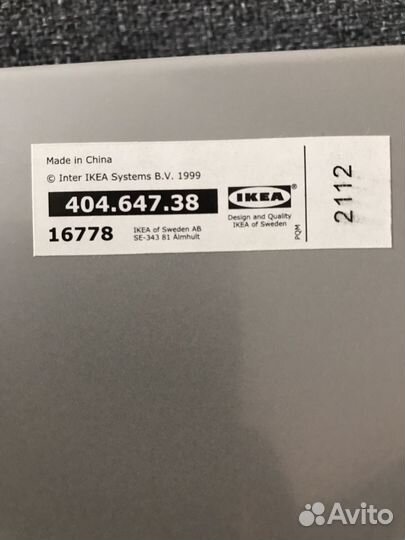 Made in China
© Inter IKEA Systems B.V. 1999
404.647.38
16778
IKEA of Sweden AB
SE-343 81 Älmhult
IKEA®
Design and Quality
IKEA of Sweden
PQM
2112
Avito